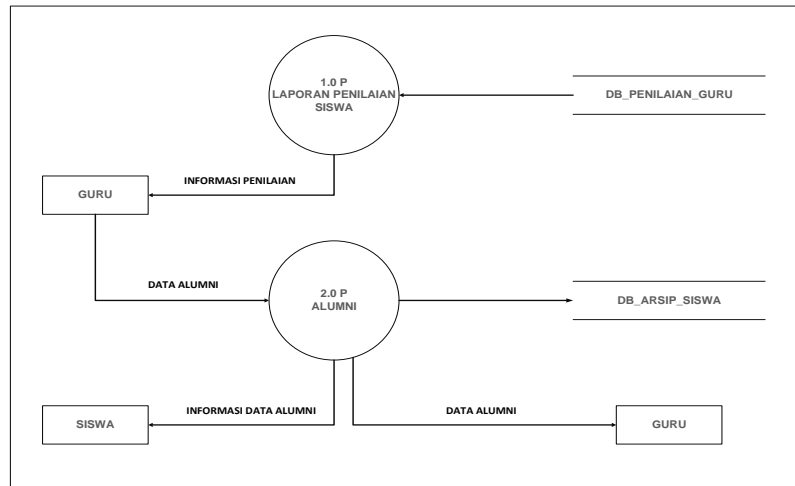 1.0 P
LAPORAN PENILAIAN
SISWA
DB_PENILAIAN_GURU
INFORMASI PENILAIAN
GURU
DATA ALUMNI
2.0 P
ALUMNI
DB_ARSIP_SISWA
SISWA
INFORMASI DATA ALUMNI
DATA ALUMNI
GURU